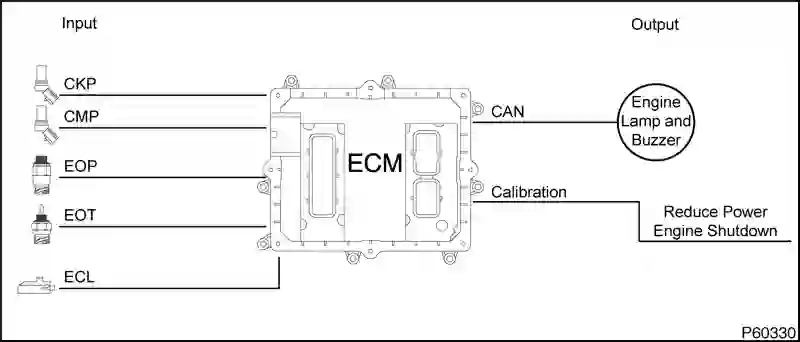 Input
Output
CKP
CMP
EOP
EOT
ECL
ECM
CAN
Engine
Lamp and
Buzzer
Calibration
Reduce Power
Engine Shutdown
P60330